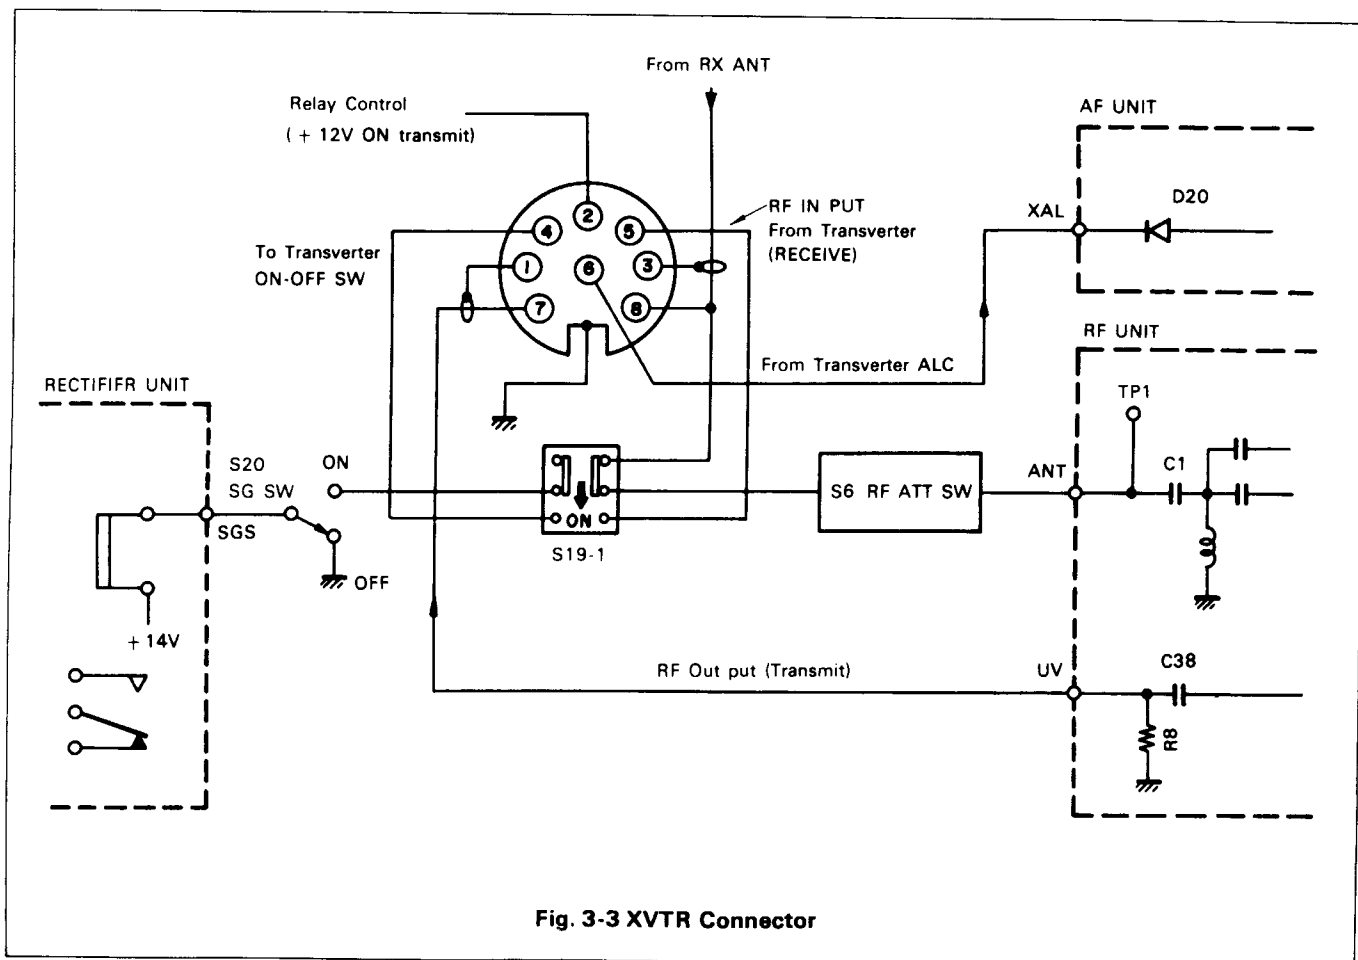 From RX ANT
Relay Control
( + 12V ON transmit)
AF UNIT
2
4
5
1
6
3
7
8
RF IN PUT
From Transverter
(RECEIVE)
XAL
D20
To Transverter
ON-OFF SW
From Transverter ALC
RF UNIT
RECTIFIFR UNIT
TP1
S20
SG SW
ON
ON
S19-1
S6 RF ATT SW
ANT
C1
SGS
OFF
+ 14V
RF Out put (Transmit)
UV
C38
R8
Fig. 3-3 XVTR Connector